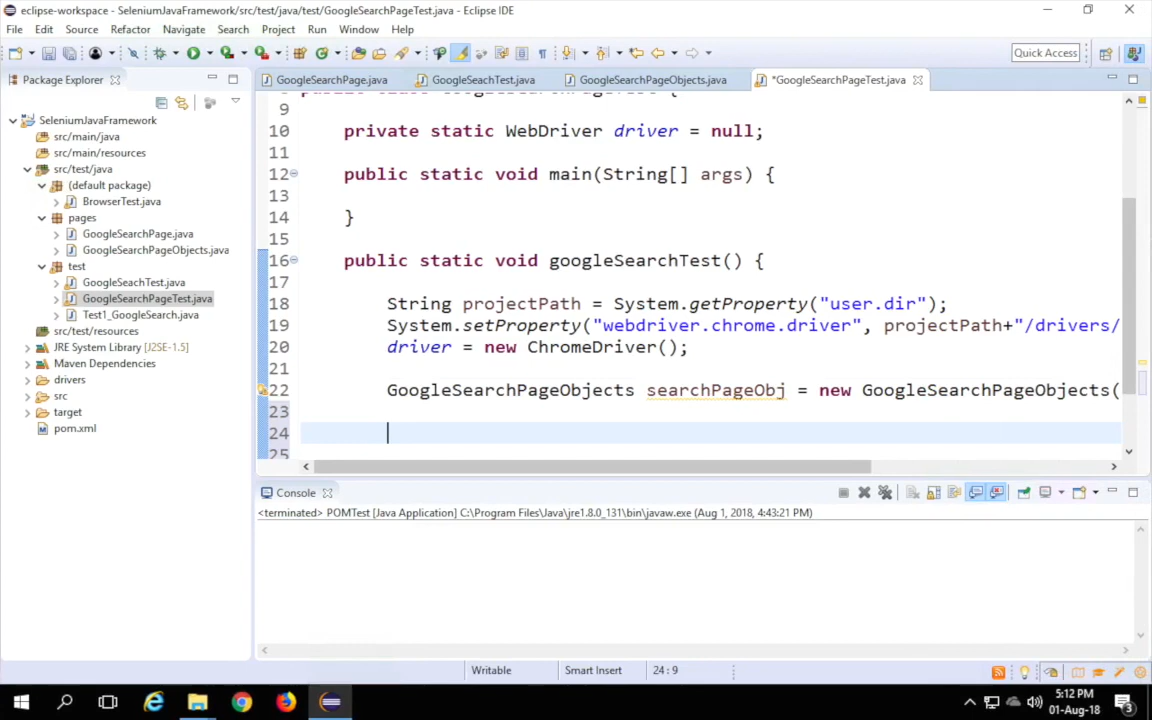 eclipse-workspace - SeleniumJavaFramework/src/test/java/test/GoogleSearchPageTest.java - Eclipse IDE
File Edit Source Refactor Navigate Search Project Run Window Help
Quick Access
Package Explorer
GoogleSearchPage.java
GoogleSeachTest.java
GoogleSearchPageObjects.java
*GoogleSearchPageTest.java
SeleniumJavaFramework
src/main/java
src/main/resources
src/test/java
(default package)
BrowserTest.java
pages
GoogleSearchPage.java
GoogleSearchPageObjects.java
test
GoogleSeachTest.java
GoogleSearchPageTest.java
Test1_GoogleSearch.java
src/test/resources
JRE System Library [J2SE-1.5]
Maven Dependencies
drivers
src
target
pom.xml
9
10 private static WebDriver driver = null;
11
12 public static void main(String[] args) {
13
14 }
15
16 public static void googleSearchTest() {
17
18 String projectPath = System.getProperty("user.dir");
19 System.setProperty("webdriver.chrome.driver", projectPath+"/drivers/
20 driver = new ChromeDriver();
21
22 GoogleSearchPageObjects searchPageObj = new GoogleSearchPageObjects(
23
24
25
Console
<terminated> POMTest [Java Application] C:\Program Files\Java\jre1.8.0_131\bin\javaw.exe (Aug 1, 2018, 4:43:21 PM)
Writable Smart Insert 24 : 9
5:12 PM
01-Aug-18
3